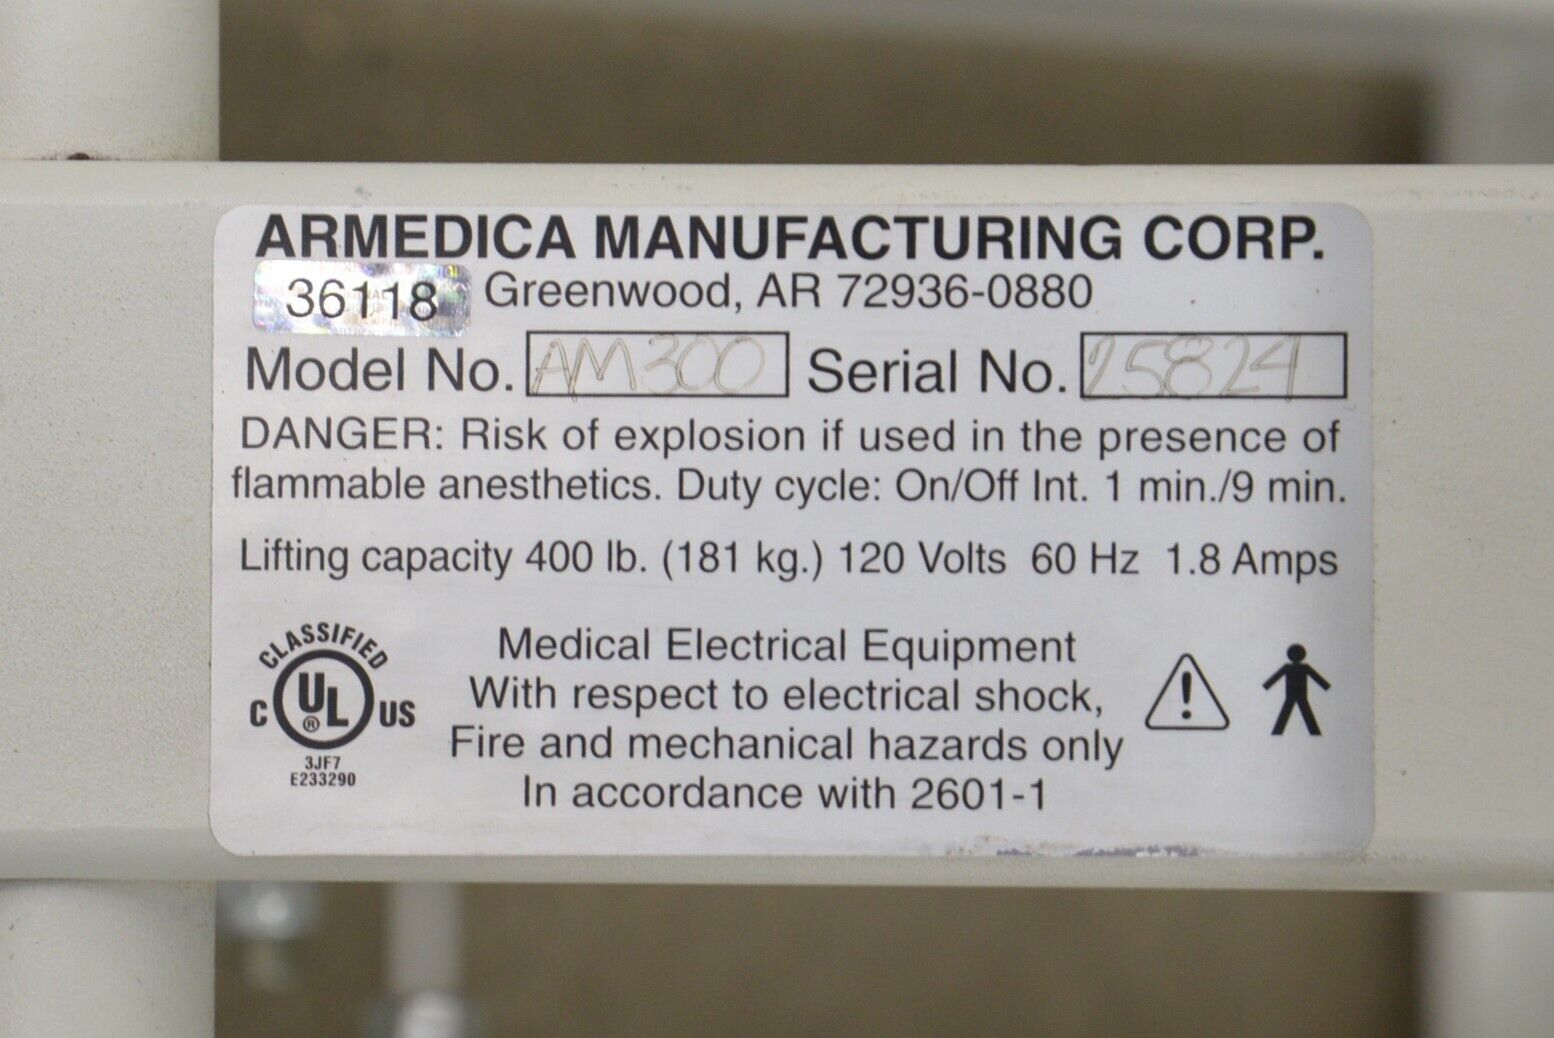 ARMEDICA MANUFACTURING CORP.
36118 Greenwood, AR 72936-0880
Model No. AM300 Serial No. 25824
DANGER: Risk of explosion if used in the presence of
flammable anesthetics. Duty cycle: On/Off Int. 1 min./9 min.
Lifting capacity 400 lb. (181 kg.) 120 Volts 60 Hz 1.8 Amps
CLASSIFIED
C UL ® US
3JF7
E233290
Medical Electrical Equipment
With respect to electrical shock,
Fire and mechanical hazards only
In accordance with 2601-1